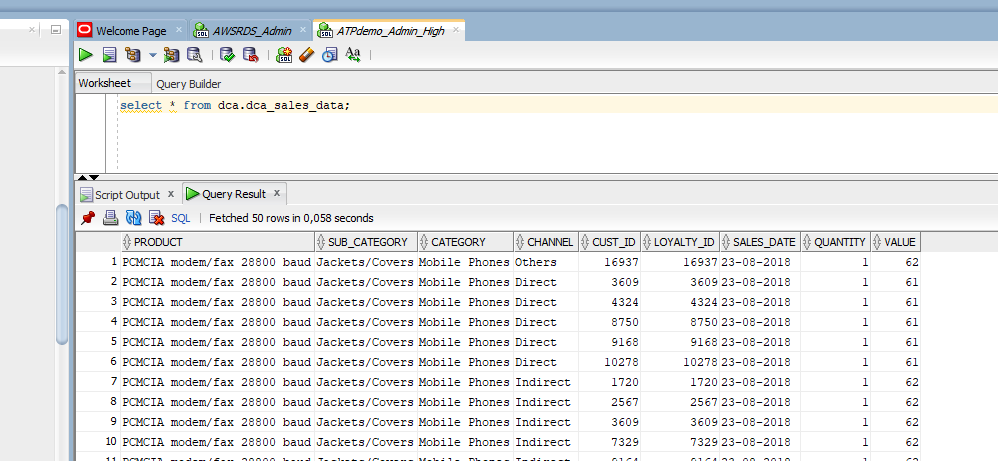 Welcome Page AWSRDS_Admin ATPdemo_Admin_High
Worksheet Query Builder
select * from dca.dca_sales_data;
Script Output Query Result
SQL Fetched 50 rows in 0,058 seconds
PRODUCT SUB_CATEGORY CATEGORY CHANNEL CUST_ID LOYALTY_ID SALES_DATE QUANTITY VALUE
1 PCMCIA modem/fax 28800 baud Jackets/Covers Mobile Phones Others 16937 16937 23-08-2018 1 62
2 PCMCIA modem/fax 28800 baud Jackets/Covers Mobile Phones Direct 3609 3609 23-08-2018 1 61
3 PCMCIA modem/fax 28800 baud Jackets/Covers Mobile Phones Direct 4324 4324 23-08-2018 1 61
4 PCMCIA modem/fax 28800 baud Jackets/Covers Mobile Phones Direct 8750 8750 23-08-2018 1 61
5 PCMCIA modem/fax 28800 baud Jackets/Covers Mobile Phones Direct 9168 9168 23-08-2018 1 61
6 PCMCIA modem/fax 28800 baud Jackets/Covers Mobile Phones Direct 10278 10278 23-08-2018 1 61
7 PCMCIA modem/fax 28800 baud Jackets/Covers Mobile Phones Indirect 1720 1720 23-08-2018 1 62
8 PCMCIA modem/fax 28800 baud Jackets/Covers Mobile Phones Indirect 2567 2567 23-08-2018 1 62
9 PCMCIA modem/fax 28800 baud Jackets/Covers Mobile Phones Indirect 3609 3609 23-08-2018 1 62
10 PCMCIA modem/fax 28800 baud Jackets/Covers Mobile Phones Indirect 7329 7329 23-08-2018 1 62